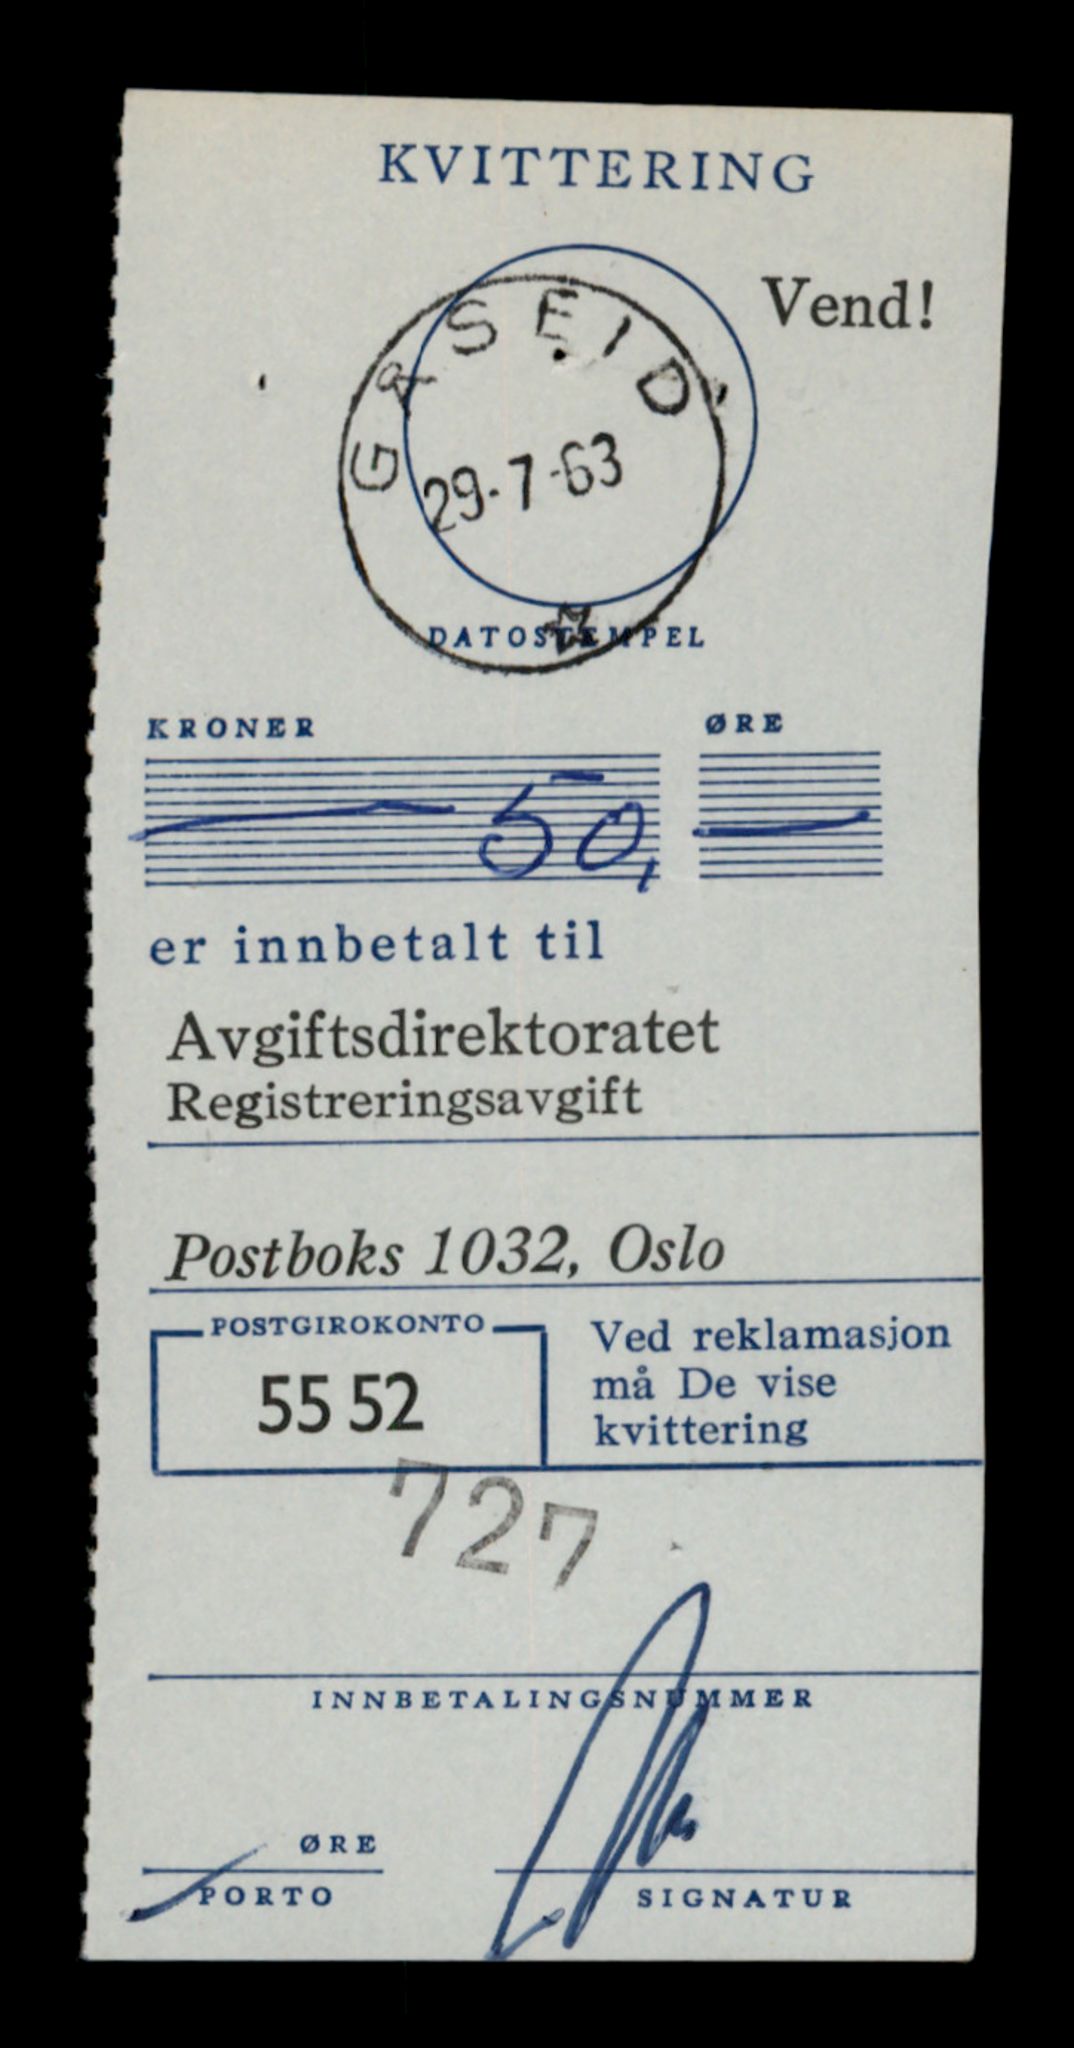 KVITTERING
Vend!
GÅSEID
29-7-63
DATOSTEMPEL
KRONER ØRE
— 50, —
er innbetalt til
Avgiftsdirektoratet
Registreringsavgift
Postboks 1032, Oslo
POSTGIROKONTO
55 52
Ved reklamasjon
må De vise
kvittering
727
INNBETALINGSNUMMER
ØRE
PORTO
SIGNATUR